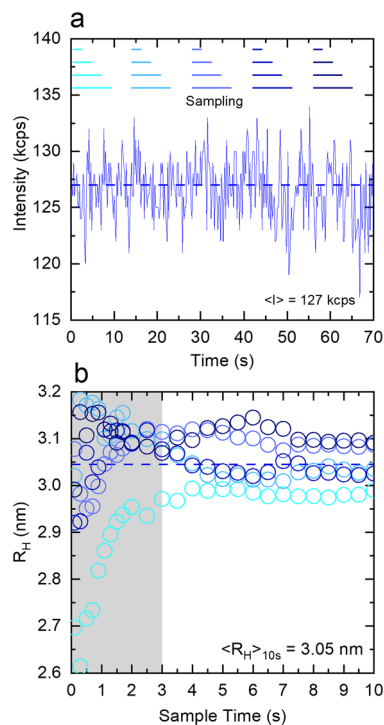 a
140
135
130
125
120
115
Intensity (kcps)
Sampling
<I> = 127 kcps
0 10 20 30 40 50 60 70
Time (s)
b
3.2
3.1
3.0
2.9
2.8
2.7
2.6
R_H (nm)
<R_H>_10s = 3.05 nm
0 1 2 3 4 5 6 7 8 9 10
Sample Time (s)